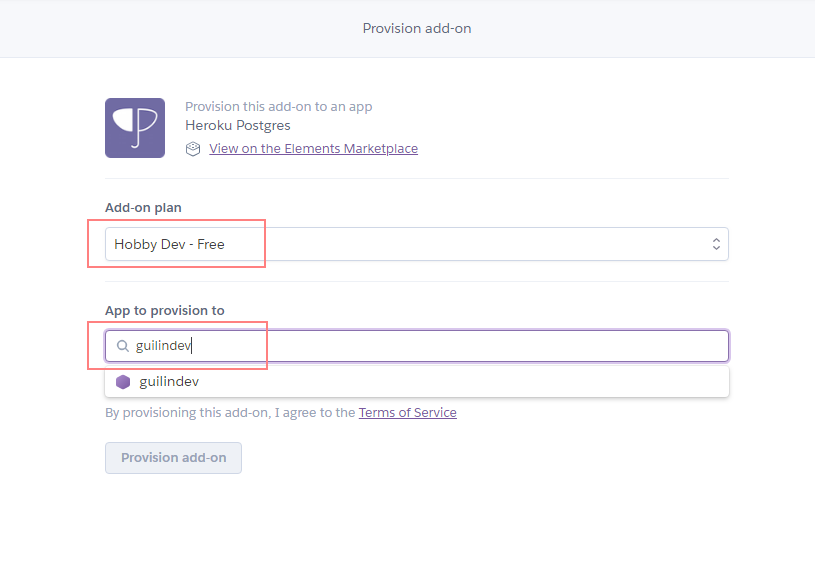 Provision add-on
Provision this add-on to an app
Heroku Postgres
View on the Elements Marketplace
Add-on plan
Hobby Dev - Free
App to provision to
guilindev
guilindev
By provisioning this add-on, I agree to the Terms of Service
Provision add-on